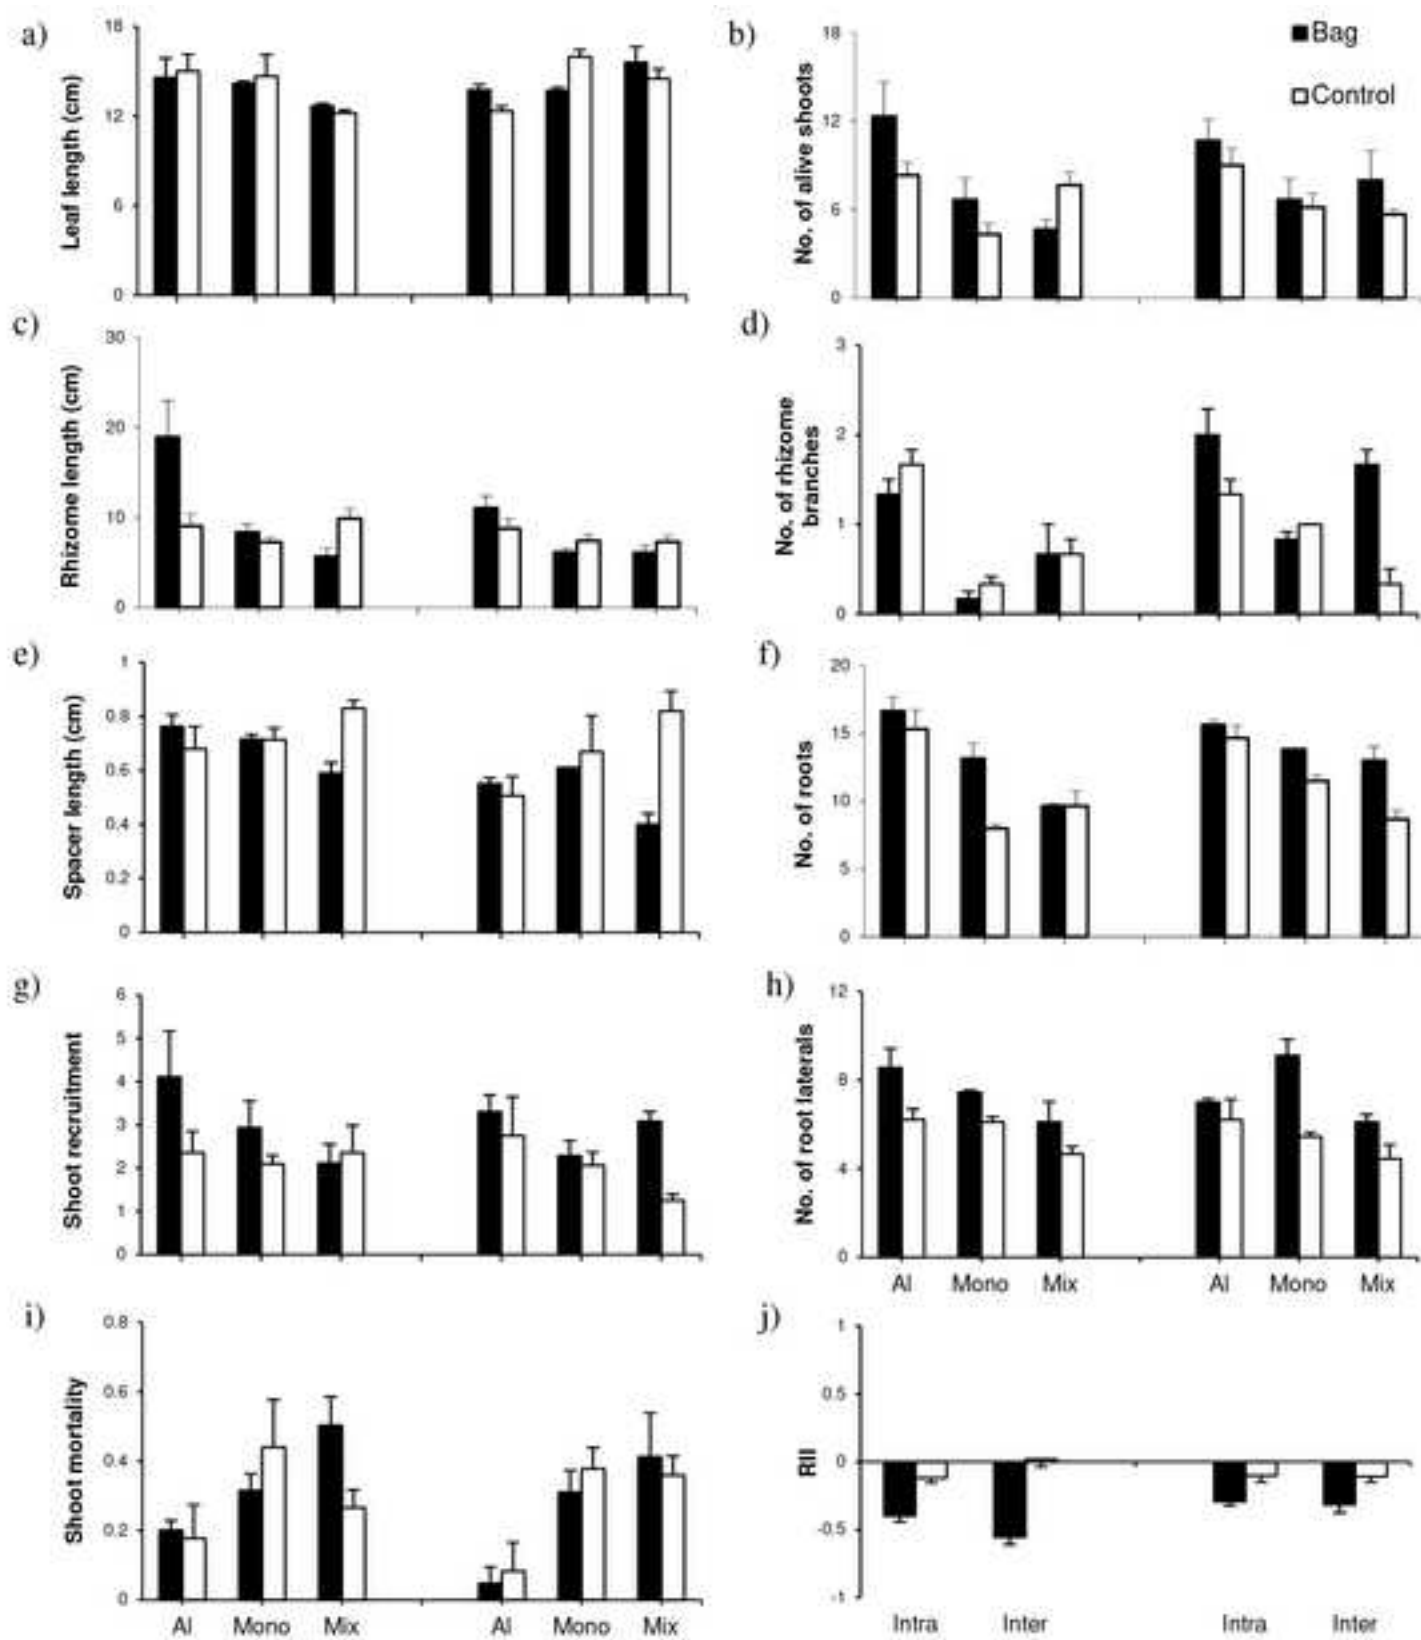 a)
Leaf length (cm)
18
12
6
0
b)
No. of alive shoots
18
12
6
0
Bag
Control
c)
Rhizome length (cm)
30
20
10
0
d)
No. of rhizome
branches
3
2
1
0
e)
Spacer length (cm)
1
0.8
0.6
0.4
0.2
0
f)
No. of roots
20
15
10
5
0
g)
Shoot recruitment
6
5
4
3
2
1
0
h)
No. of root laterals
12
8
4
0
Al Mono Mix Al Mono Mix
i)
Shoot mortality
0.8
0.6
0.4
0.2
0
Al Mono Mix Al Mono Mix
j)
RII
1
0.5
0
-0.5
-1
Intra Inter Intra Inter